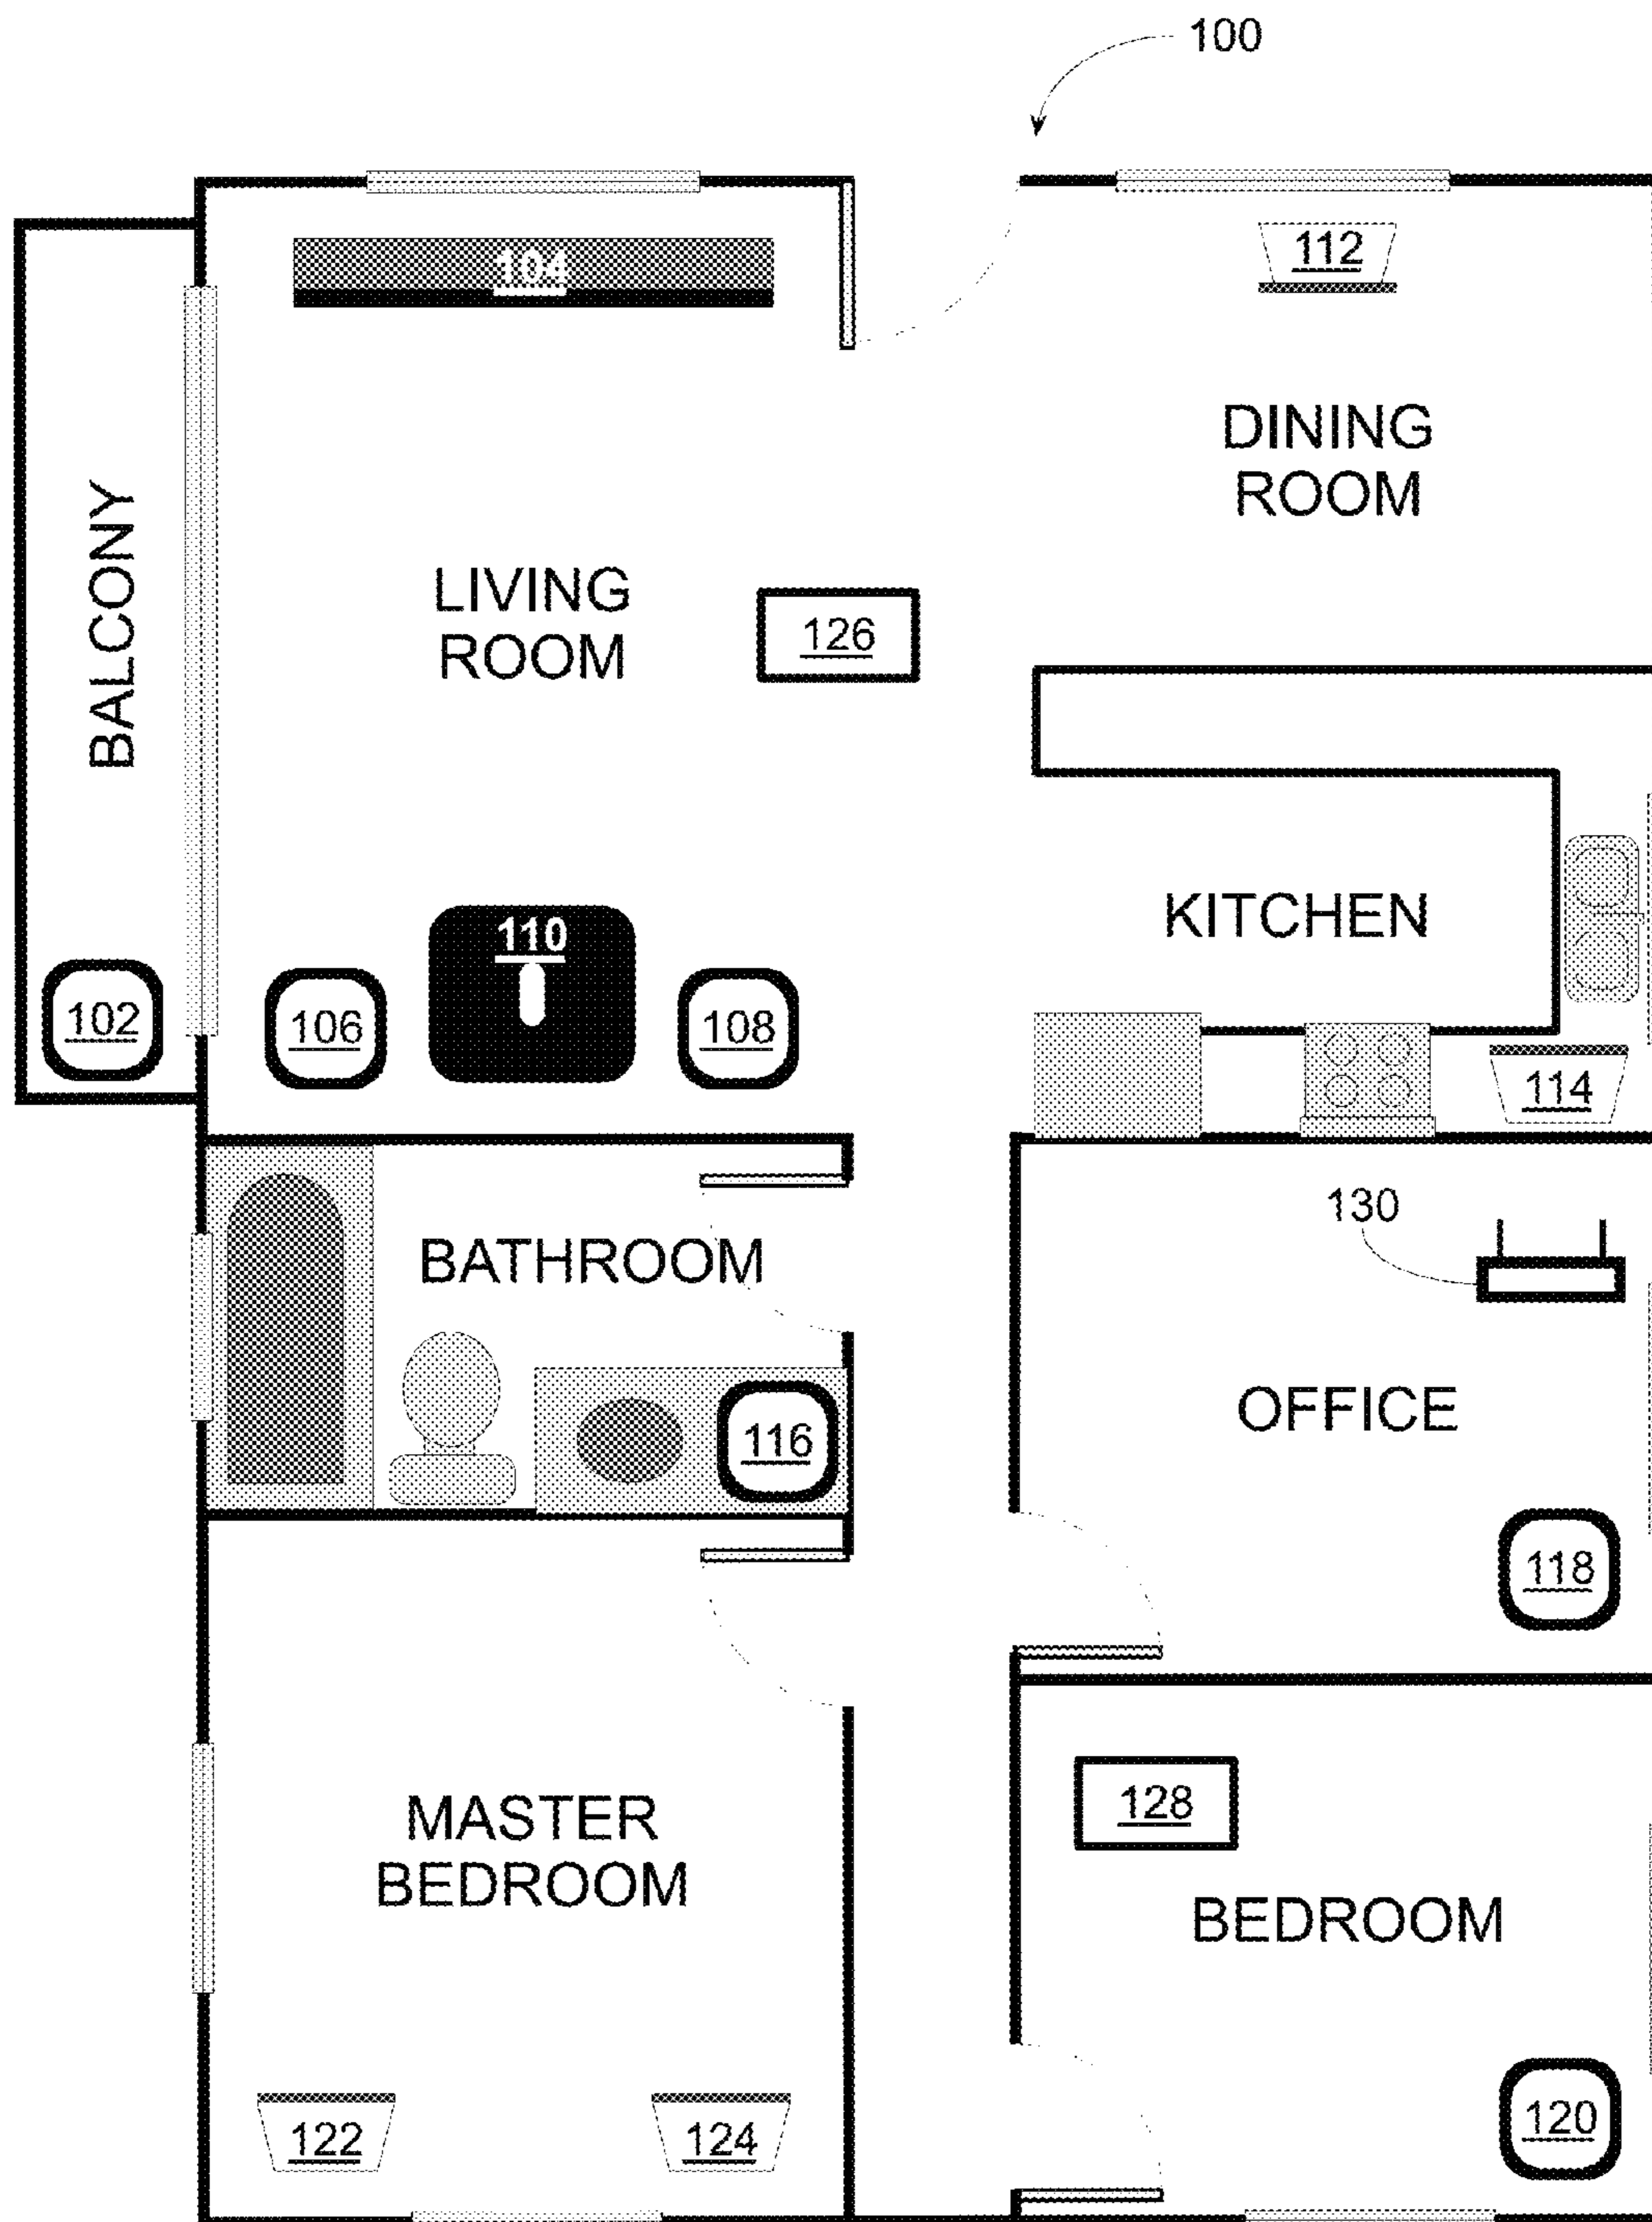 100
104
112
DINING
ROOM
BALCONY
LIVING
ROOM
126
KITCHEN
110
102
106
108
114
130
BATHROOM
OFFICE
116
118
128
MASTER
BEDROOM
BEDROOM
122
124
120